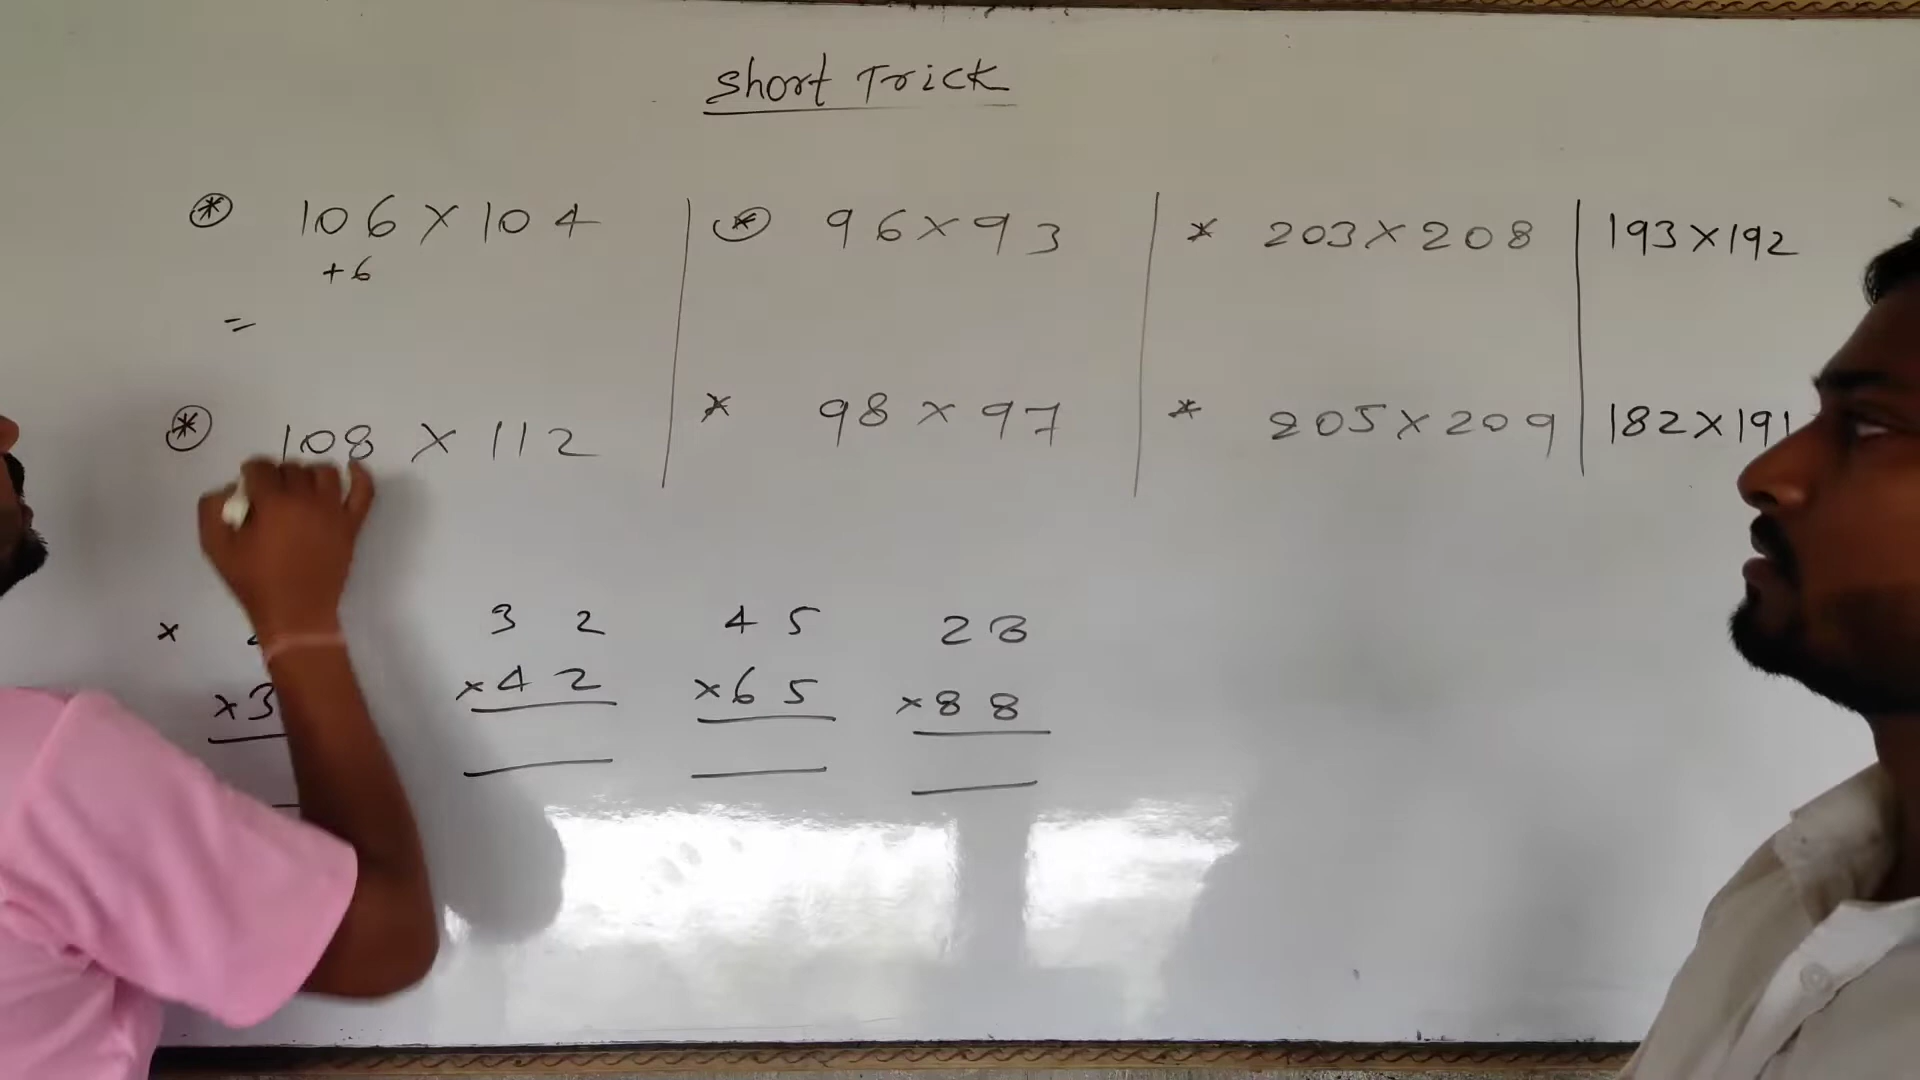 Short Trick
⊛ 106 × 104
+6
=
⊛ 96 × 93
* 203 × 208
193 × 192
⊛ 108 × 112
* 98 × 97
* 205 × 209
182 × 191
*
×3
3 2
×4 2
4 5
×6 5
2 8
×8 8